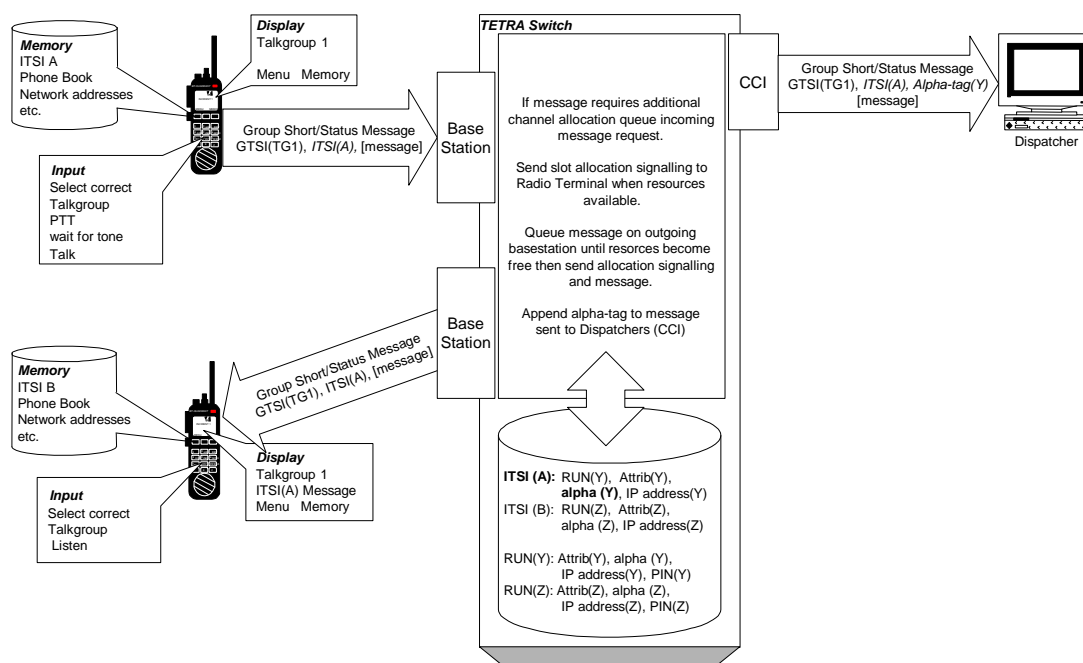 Memory
ITSI A
Phone Book
Network addresses
etc.
Display
Talkgroup 1
Menu Memory
Input
Select correct
Talkgroup
PTT
wait for tone
Talk
Group Short/Status Message
GTSI(TG1), ITSI(A), [message]
Base
Station
TETRA Switch
If message requires additional
channel allocation queue incoming
message request.
Send slot allocation signalling to
Radio Terminal when resources
available.
Queue message on outgoing
basestation until resorces become
free then send allocation signalling
and message.
Append alpha-tag to message
sent to Dispatchers (CCI)
CCI
Group Short/Status Message
GTSI(TG1), ITSI(A), Alpha-tag(Y)
[message]
Dispatcher
Base
Station
Group Short/Status Message
GTSI(TG1), ITSI(A), [message]
Memory
ITSI B
Phone Book
Network addresses
etc.
Input
Select correct
Talkgroup
Listen
Display
Talkgroup 1
ITSI(A) Message
Menu Memory
ITSI (A): RUN(Y), Attrib(Y),
alpha (Y), IP address(Y)
ITSI (B): RUN(Z), Attrib(Z),
alpha (Z), IP address(Z)
RUN(Y): Attrib(Y), alpha (Y),
IP address(Y), PIN(Y)
RUN(Z): Attrib(Z), alpha (Z),
IP address(Z), PIN(Z)